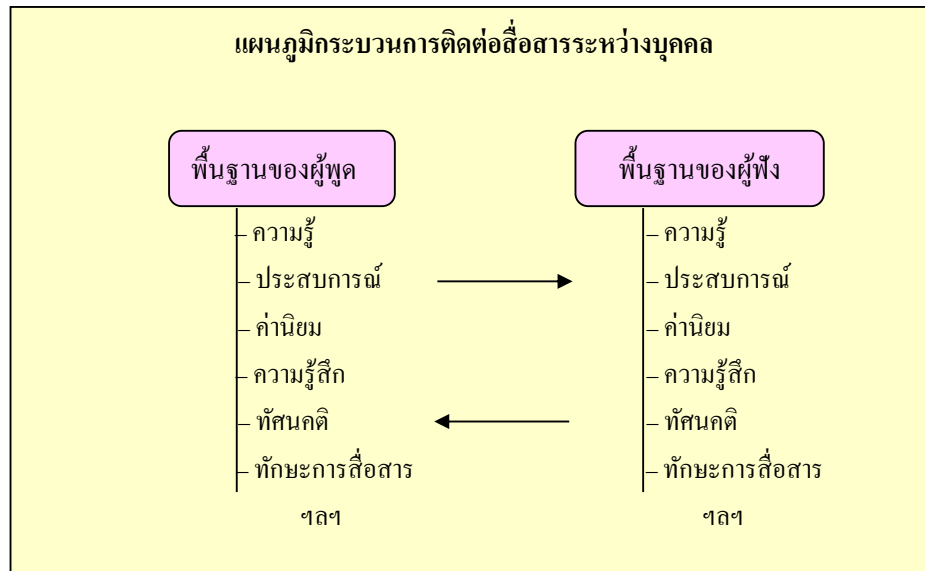 แผนภูมิกระบวนการติดต่อสื่อสารระหว่างบุคคล
พื้นฐานของผู้พูด
– ความรู้
– ประสบการณ์
– ค่านิยม
– ความรู้สึก
– ทัศนคติ
– ทักษะการสื่อสาร
ฯลฯ
พื้นฐานของผู้ฟัง
– ความรู้
– ประสบการณ์
– ค่านิยม
– ความรู้สึก
– ทัศนคติ
– ทักษะการสื่อสาร
ฯลฯ